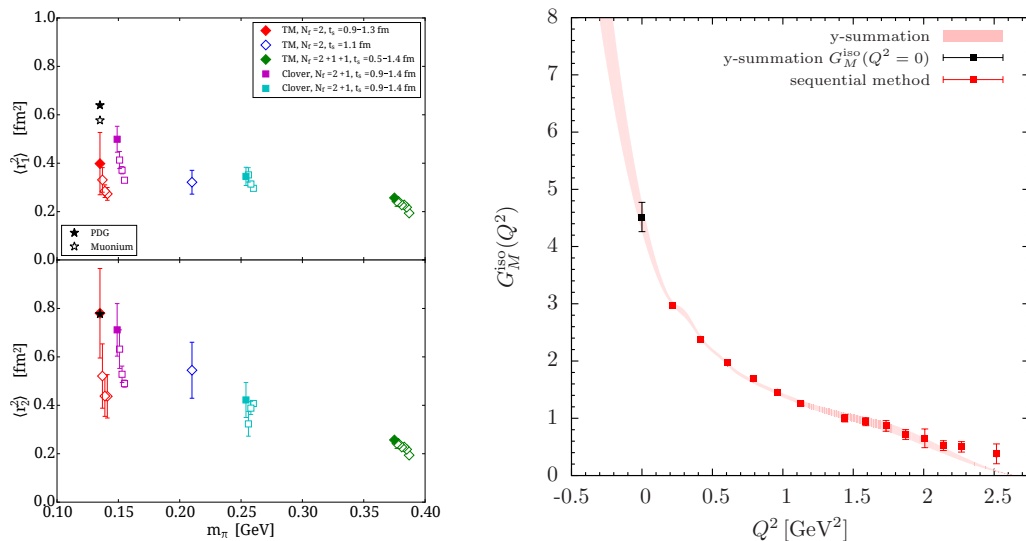 1.0
0.8
0.6
0.4
0.2
0.0
⟨r₁²⟩ [fm²]
TM, N_f = 2, t_s = 0.9−1.3 fm
TM, N_f = 2, t_s = 1.1 fm
TM, N_f = 2+1+1, t_s = 0.5−1.4 fm
Clover, N_f = 2+1, t_s = 0.9−1.4 fm
Clover, N_f = 2+1, t_s = 0.9−1.4 fm
PDG
Muonium
0.8
0.6
0.4
0.2
0.0
⟨r₂²⟩ [fm²]
0.10 0.15 0.20 0.25 0.30 0.35 0.40
m_π [GeV]
8
7
6
5
4
3
2
1
0
G_M^iso(Q²)
y-summation
y-summation G_M^iso(Q² = 0)
sequential method
-0.5 0 0.5 1 1.5 2 2.5
Q² [GeV²]